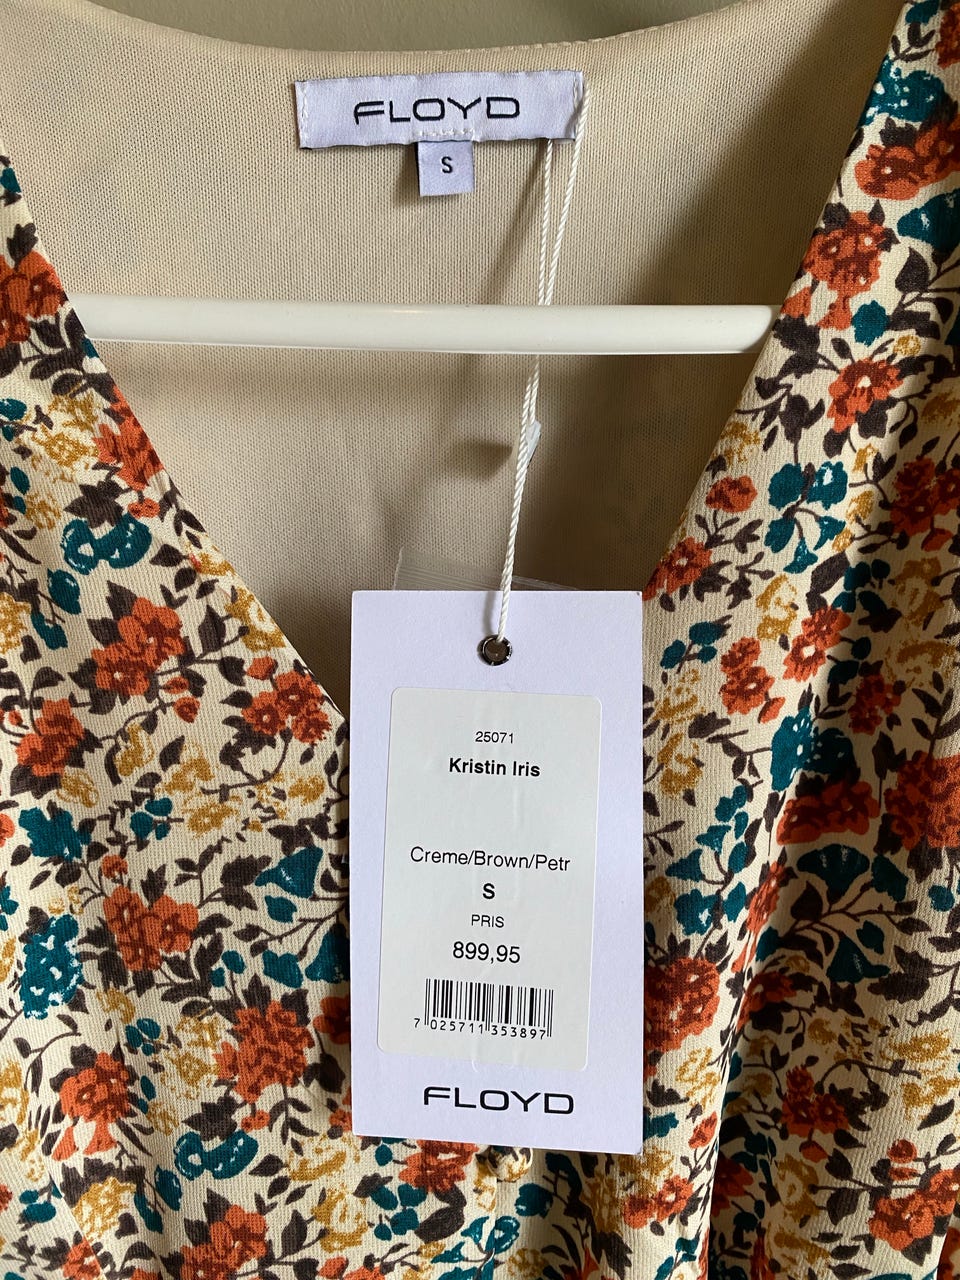 FLOYD
S
25071
Kristin Iris
Creme/Brown/Petr
S
PRIS
899,95
7 025711 353897
FLOYD